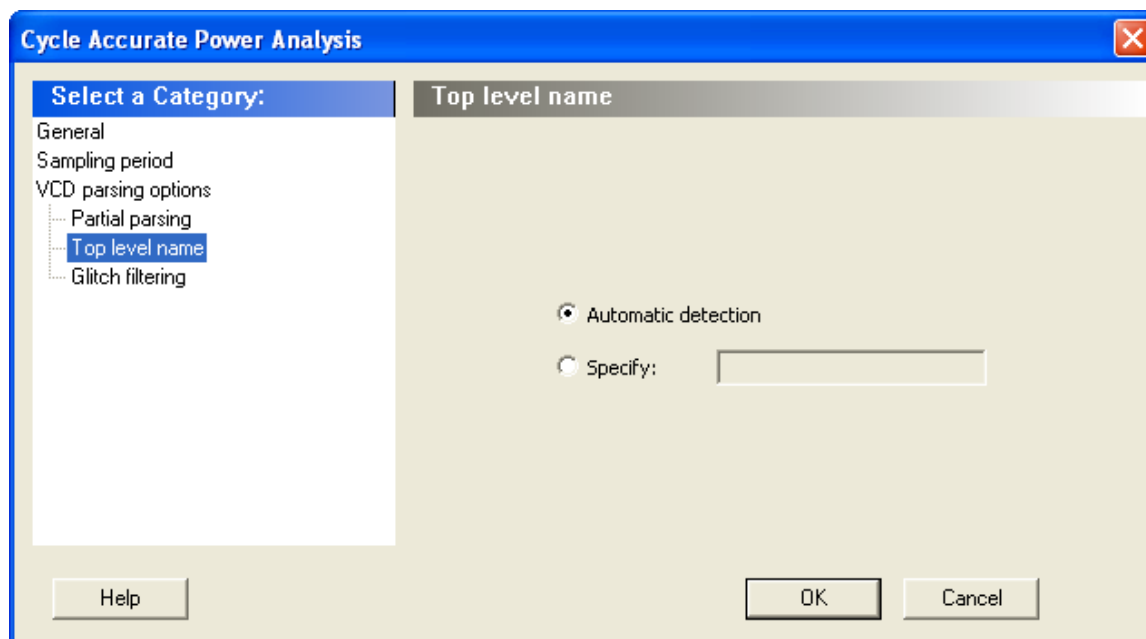 Cycle Accurate Power Analysis
Select a Category:
General
Sampling period
VCD parsing options
Partial parsing
Top level name
Glitch filtering
Top level name
Automatic detection
Specify:
Help
OK
Cancel